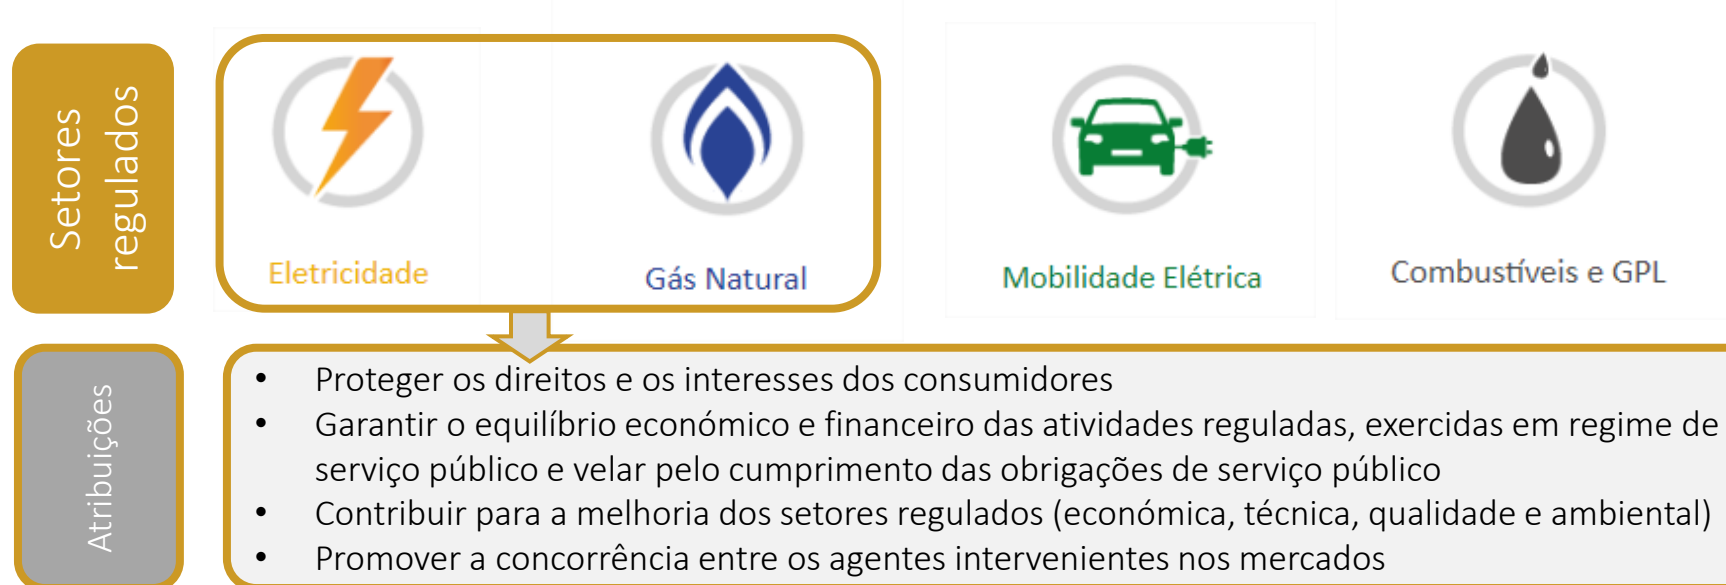 Setores
regulados
Eletricidade
Gás Natural
Mobilidade Elétrica
Combustíveis e GPL
Atribuições
• Proteger os direitos e os interesses dos consumidores
• Garantir o equilíbrio económico e financeiro das atividades reguladas, exercidas em regime de
serviço público e velar pelo cumprimento das obrigações de serviço público
• Contribuir para a melhoria dos setores regulados (económica, técnica, qualidade e ambiental)
• Promover a concorrência entre os agentes intervenientes nos mercados